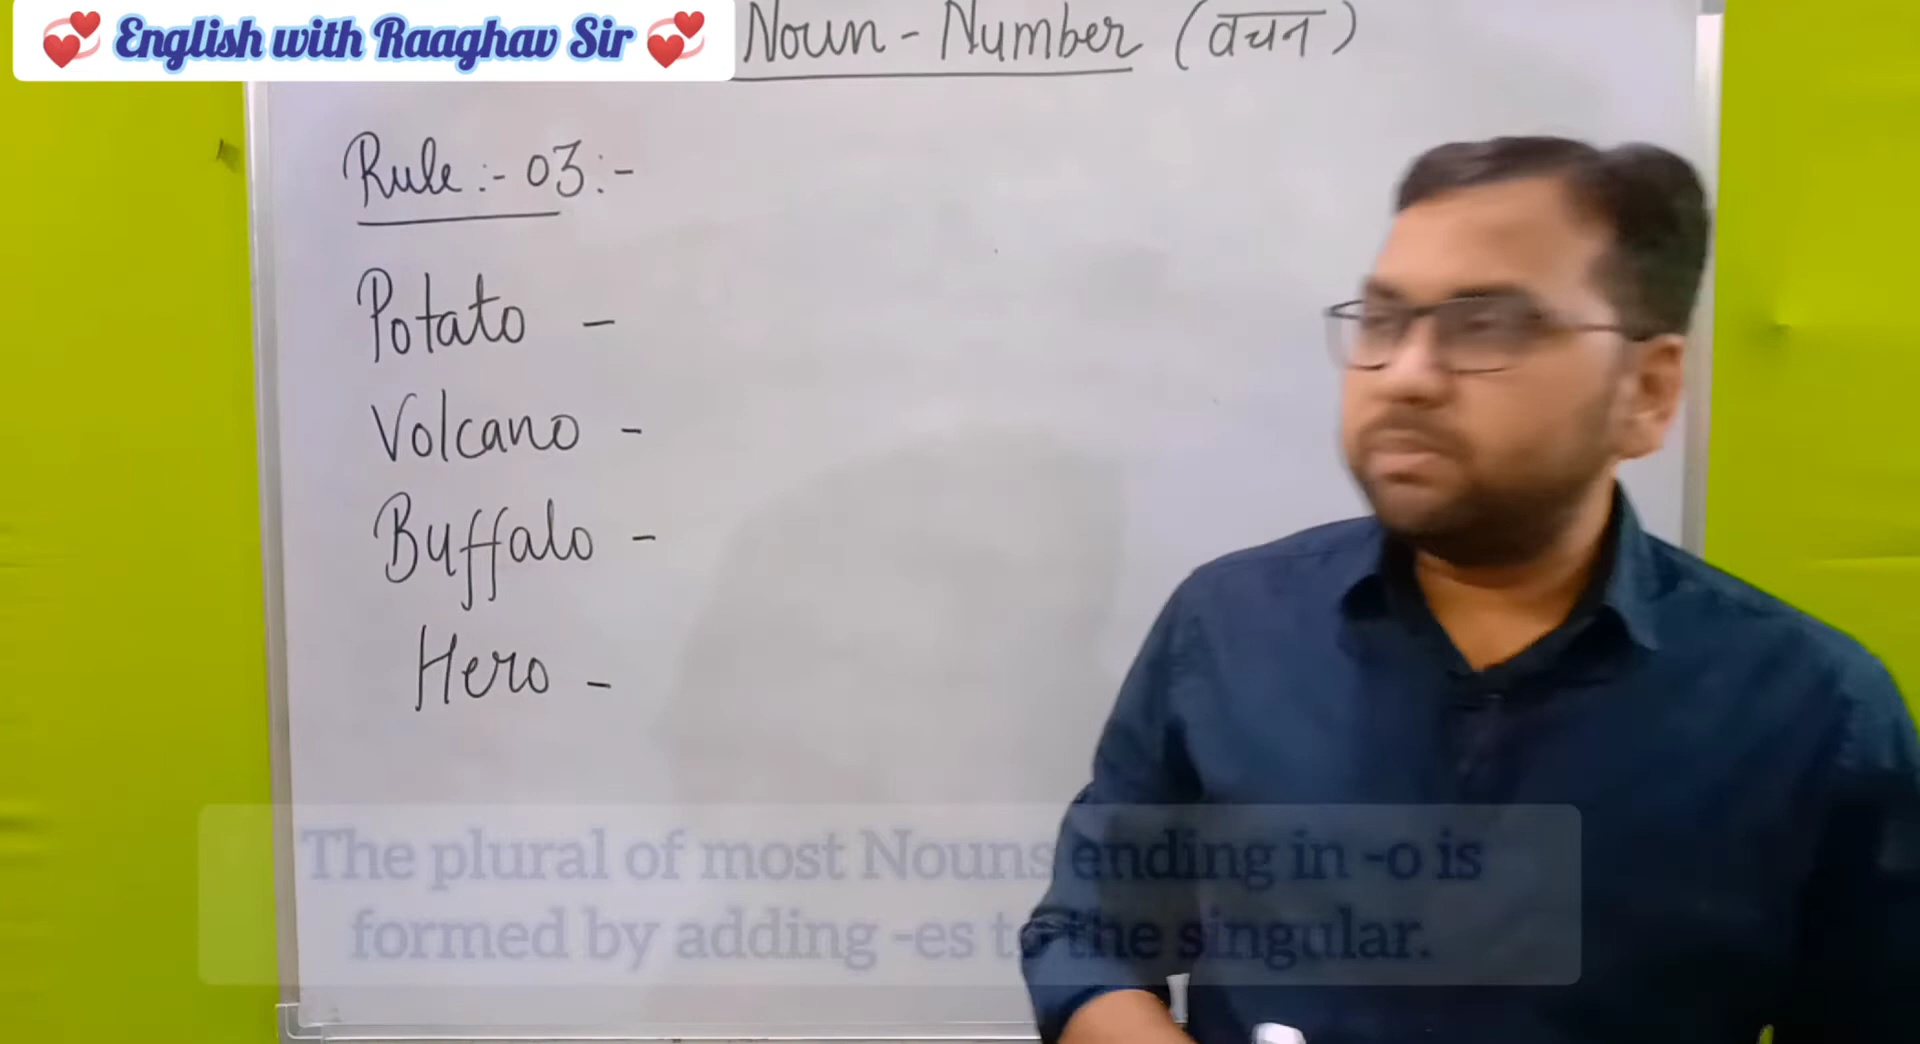 💞 English with Raaghav Sir 💞
Noun - Number (वचन)
Rule :- 03 :-
Potato -
Volcano -
Buffalo -
Hero -
The plural of most Nouns ending in -o is
formed by adding -es to the singular.